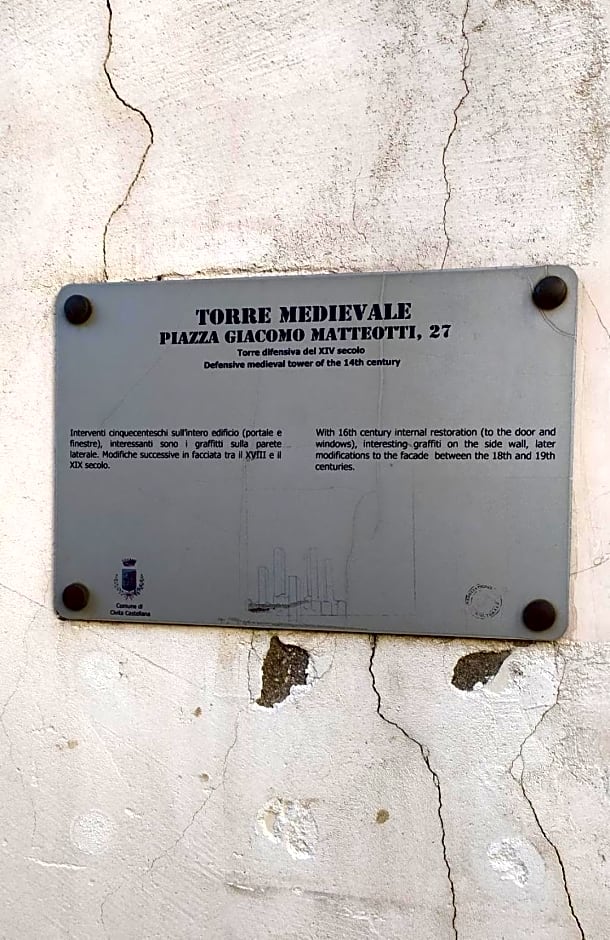 TORRE MEDIEVALE
PIAZZA GIACOMO MATTEOTTI, 27
Torre difensiva del XIV secolo
Defensive medieval tower of the 14th century
Interventi cinquecenteschi sull'intero edificio (portale e
finestre), interessanti sono i graffiti sulla parete
laterale. Modifiche successive in facciata tra il XVIII e il
XIX secolo.
With 16th century internal restoration (to the door and
windows), interesting graffiti on the side wall, later
modifications to the facade between the 18th and 19th
centuries.
Comune di
Civita Castellana